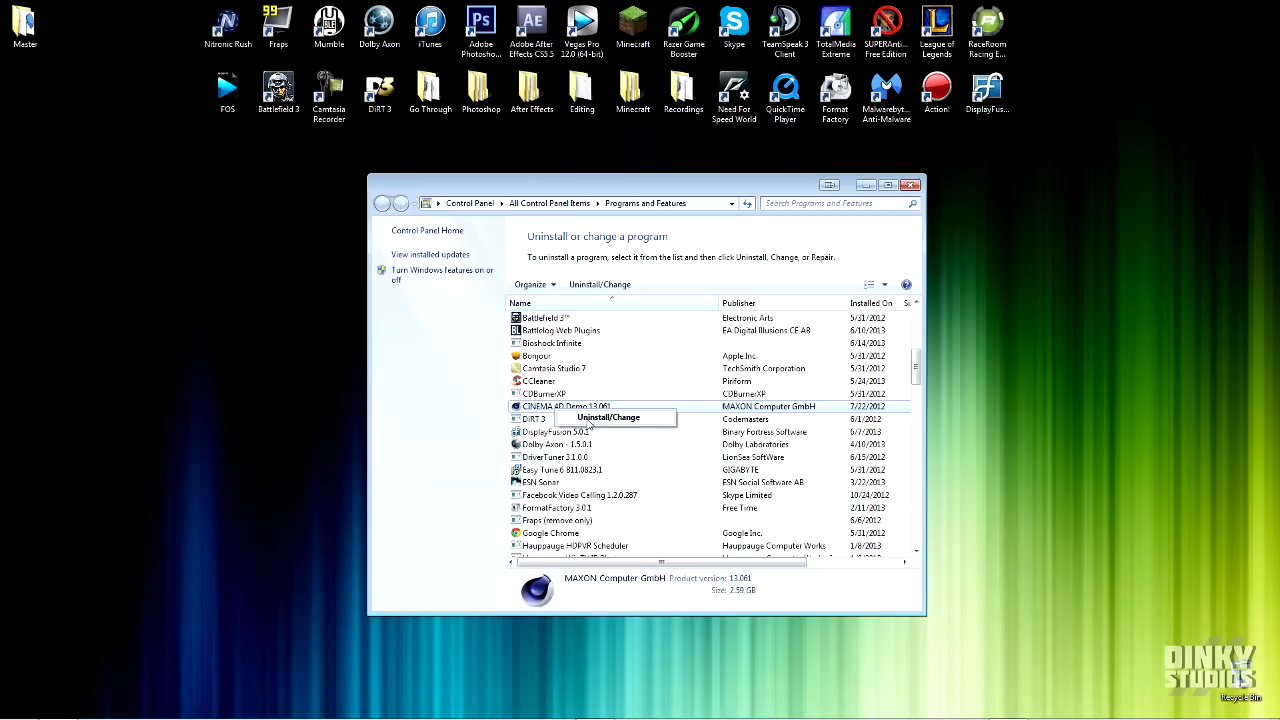 Master
Nitronic Rush
99
Fraps
Mumble
Dolby Axon
iTunes
Adobe
Photosho...
Adobe After
Effects CS5.5
Vegas Pro
12.0 (64-bit)
Minecraft
Razer Game
Booster
Skype
TeamSpeak 3
Client
TotalMedia
Extreme
SUPERAnti...
Free Edition
League of
Legends
RaceRoom
Racing E...
FOS
Battlefield 3
Camtasia
Recorder
DiRT 3
Go Through
Photoshop
After Effects
Editing
Minecraft
Recordings
Need For
Speed World
QuickTime
Player
Format
Factory
Malwareby...
Anti-Malware
Action!
DisplayFus...
Control Panel
All Control Panel Items
Programs and Features
Search Programs and Features
Control Panel Home
View installed updates
Turn Windows features on or
off
Uninstall or change a program
To uninstall a program, select it from the list and then click Uninstall, Change, or Repair.
Organize
Uninstall/Change
Name Publisher Installed On
Battlefield 3™ Electronic Arts 5/31/2012
Battlelog Web Plugins EA Digital Illusions CE AB 6/10/2013
Bioshock Infinite 6/14/2013
Bonjour Apple Inc. 5/31/2012
Camtasia Studio 7 TechSmith Corporation 5/31/2012
CCleaner Piriform 5/24/2013
CDBurnerXP CDBurnerXP 5/31/2012
CINEMA 4D Demo 13.061 MAXON Computer GmbH 7/22/2012
DiRT 3 Codemasters 5/31/2012
Uninstall/Change
DisplayFusion 5.0.1 Binary Fortress Software 6/13/2013
Dolby Axon - 1.5.0.1 Dolby Laboratories 4/10/2013
DriverTuner 3.1.0.0 LionSea SoftWare 6/15/2012
Easy Tune 6 B11.0823.1 GIGABYTE 5/31/2012
ESN Sonar ESN Social Software AB 3/22/2013
Facebook Video Calling 1.2.0.287 Skype Limited 10/24/2012
FormatFactory 3.0.1 Free Time 2/11/2013
Fraps (remove only) 6/6/2012
Google Chrome Google Inc. 5/31/2012
Hauppauge HDPVR Scheduler Hauppauge Computer Works 1/8/2013
MAXON Computer GmbH Product version: 13.061
Size: 2.59 GB
DINKY
STUDIOS
Recycle Bin